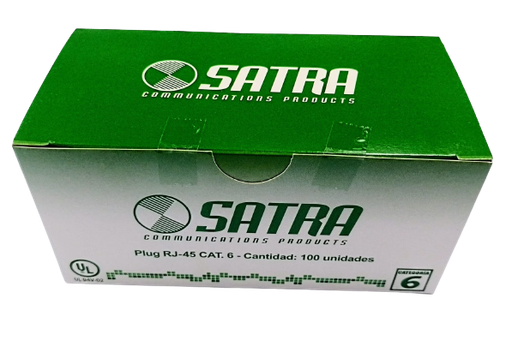 SATRA
COMMUNICATIONS PRODUCTS
SATRA
COMMUNICATIONS PRODUCTS
Plug RJ-45 CAT. 6 - Cantidad: 100 unidades
UL
CATEGORIA
6